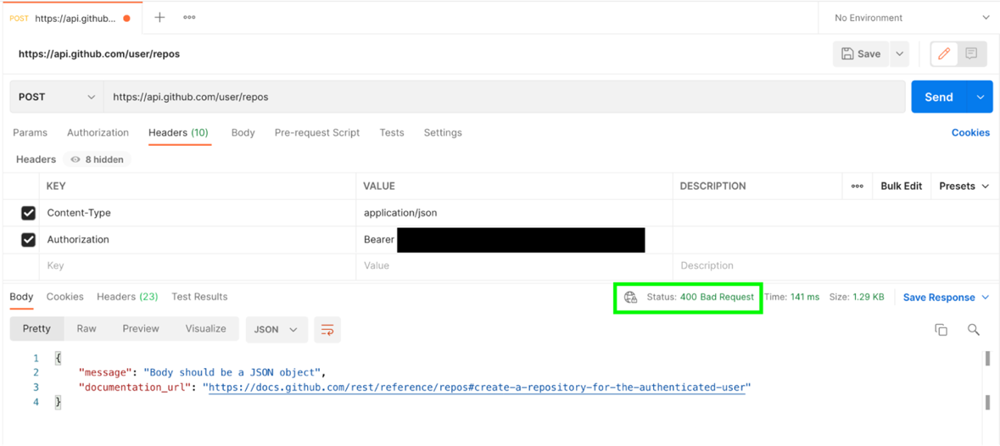 POST https://api.github... + ooo No Environment
https://api.github.com/user/repos Save
POST https://api.github.com/user/repos Send
Params Authorization Headers (10) Body Pre-request Script Tests Settings Cookies
Headers 8 hidden
KEY VALUE DESCRIPTION ooo Bulk Edit Presets
Content-Type application/json
Authorization Bearer
Key Value Description
Body Cookies Headers (23) Test Results Status: 400 Bad Request Time: 141 ms Size: 1.29 KB Save Response
Pretty Raw Preview Visualize JSON
1 {
2 "message": "Body should be a JSON object",
3 "documentation_url": "https://docs.github.com/rest/reference/repos#create-a-repository-for-the-authenticated-user"
4 }